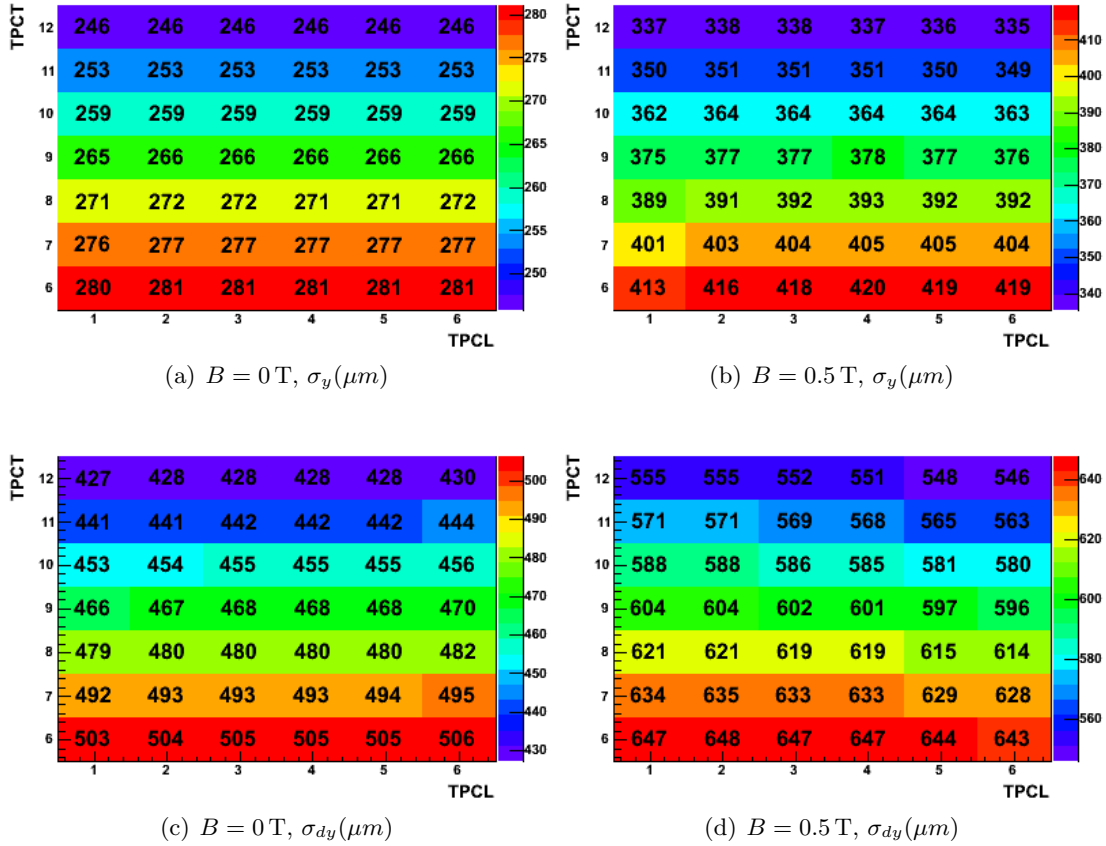 TPCT
12 246 246 246 246 246 246 280
11 253 253 253 253 253 253 275
10 259 259 259 259 259 259 270
9 265 266 266 266 266 266 265
8 271 272 272 271 271 272 260
7 276 277 277 277 277 277 255
6 280 281 281 281 281 281 250
1 2 3 4 5 6
TPCL
(a) B = 0 T, σy(μm)
TPCT
12 337 338 338 337 336 335 410
11 350 351 351 351 350 349 400
10 362 364 364 364 364 363 390
9 375 377 377 378 377 376 380
8 389 391 392 393 392 392 370
7 401 403 404 405 405 404 360
6 413 416 418 420 419 419 350
340
1 2 3 4 5 6
TPCL
(b) B = 0.5 T, σy(μm)
TPCT
12 427 428 428 428 428 430 500
11 441 441 442 442 442 444 490
10 453 454 455 455 455 456 480
9 466 467 468 468 468 470 470
8 479 480 480 480 480 482 460
7 492 493 493 493 494 495 450
6 503 504 505 505 505 506 440
430
1 2 3 4 5 6
TPCL
(c) B = 0 T, σdy(μm)
TPCT
12 555 555 552 551 548 546 640
11 571 571 569 568 565 563 620
10 588 588 586 585 581 580
9 604 604 602 601 597 596 600
8 621 621 619 619 615 614 580
7 634 635 633 633 629 628
6 647 648 647 647 644 643 560
1 2 3 4 5 6
TPCL
(d) B = 0.5 T, σdy(μm)